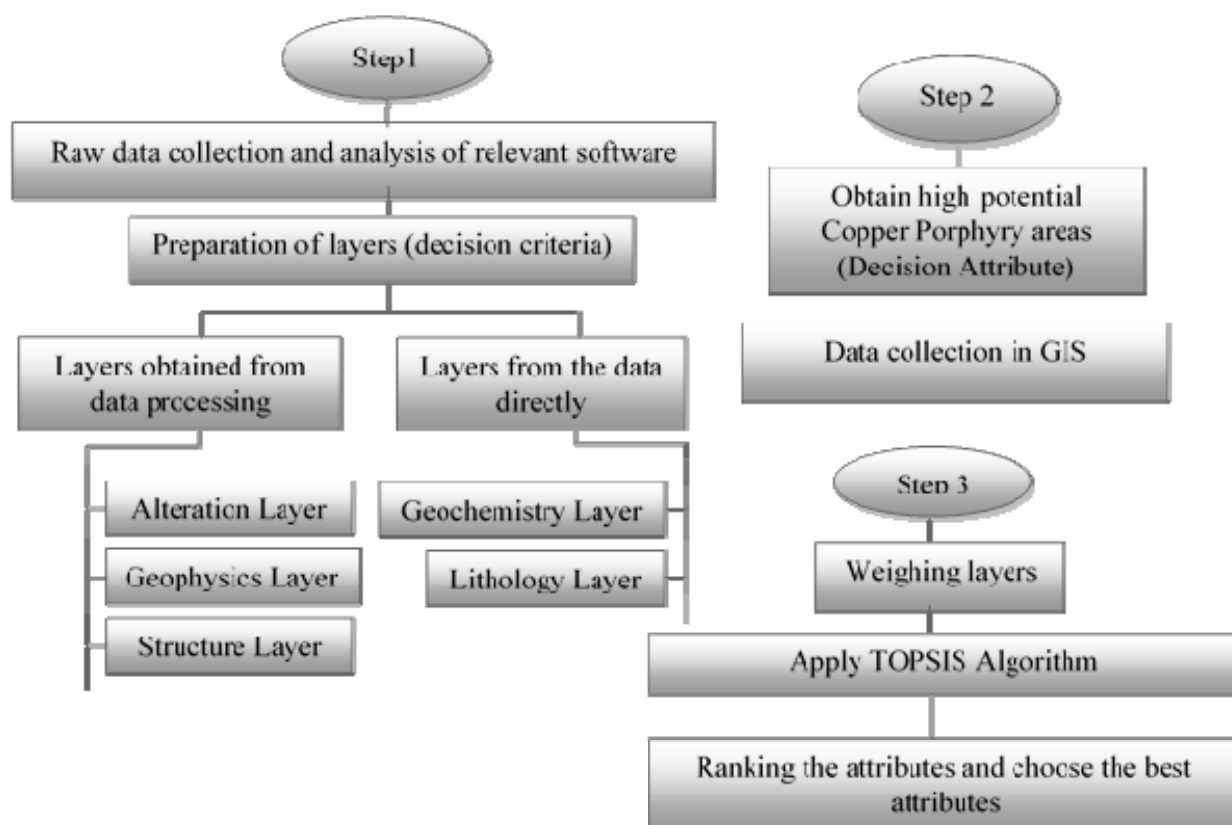 Step1
Raw data collection and analysis of relevant software
Preparation of layers (decision criteria)
Layers obtained from
data processing
Layers from the data
directly
Alteration Layer
Geophysics Layer
Structure Layer
Geochemistry Layer
Lithology Layer
Step 2
Obtain high potential
Copper Porphyry areas
(Decision Attribute)
Data collection in GIS
Step 3
Weighing layers
Apply TOPSIS Algorithm
Ranking the attributes and choose the best
attributes